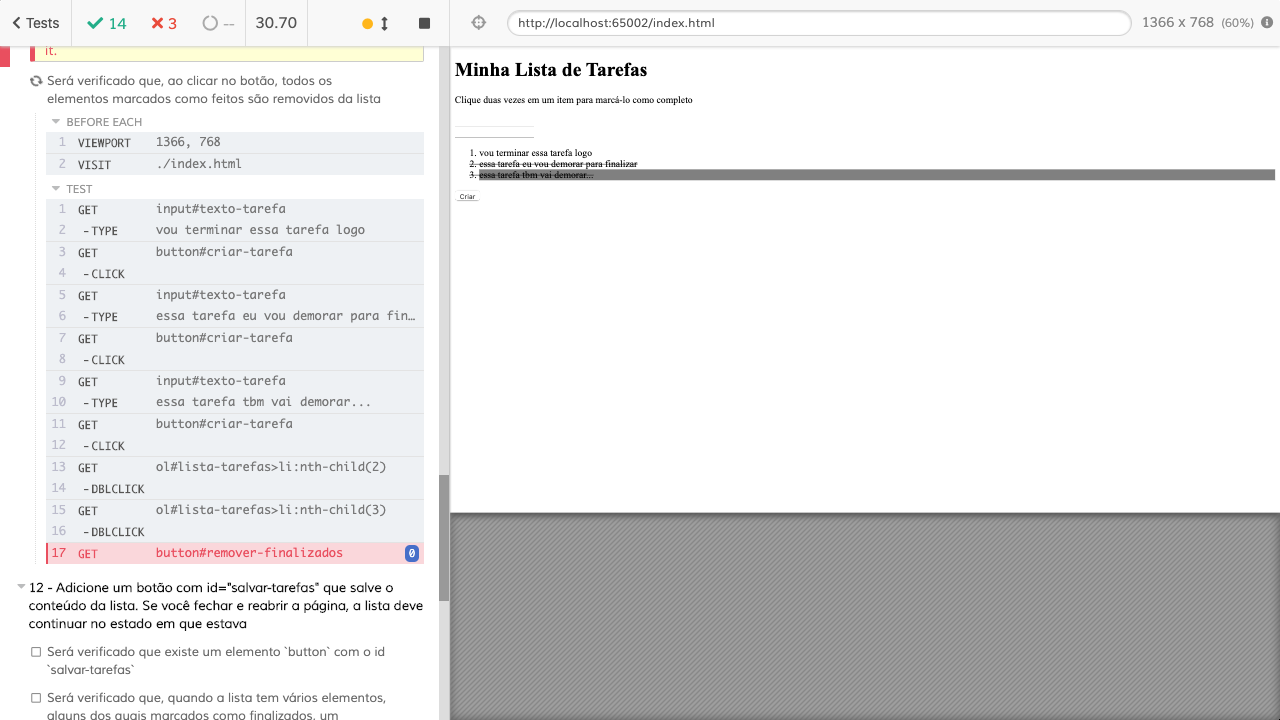 Tests 14 3 -- 30.70 http://localhost:65002/index.html 1366 x 768 (60%)
it.
Será verificado que, ao clicar no botão, todos os
elementos marcados como feitos são removidos da lista
BEFORE EACH
1 VIEWPORT 1366, 768
2 VISIT ./index.html
TEST
1 GET input#texto-tarefa
2 -TYPE vou terminar essa tarefa logo
3 GET button#criar-tarefa
4 -CLICK
5 GET input#texto-tarefa
6 -TYPE essa tarefa eu vou demorar para fin…
7 GET button#criar-tarefa
8 -CLICK
9 GET input#texto-tarefa
10 -TYPE essa tarefa tbm vai demorar...
11 GET button#criar-tarefa
12 -CLICK
13 GET ol#lista-tarefas>li:nth-child(2)
14 -DBLCLICK
15 GET ol#lista-tarefas>li:nth-child(3)
16 -DBLCLICK
17 GET button#remover-finalizados 0
12 - Adicione um botão com id="salvar-tarefas" que salve o
conteúdo da lista. Se você fechar e reabrir a página, a lista deve
continuar no estado em que estava
Será verificado que existe um elemento `button` com o id
`salvar-tarefas`
Será verificado que, quando a lista tem vários elementos,
alguns dos quais marcados como finalizados, um
Minha Lista de Tarefas
Clique duas vezes em um item para marcá-lo como completo
1. vou terminar essa tarefa logo
2. essa tarefa eu vou demorar para finalizar
3. essa tarefa tbm vai demorar...
Criar